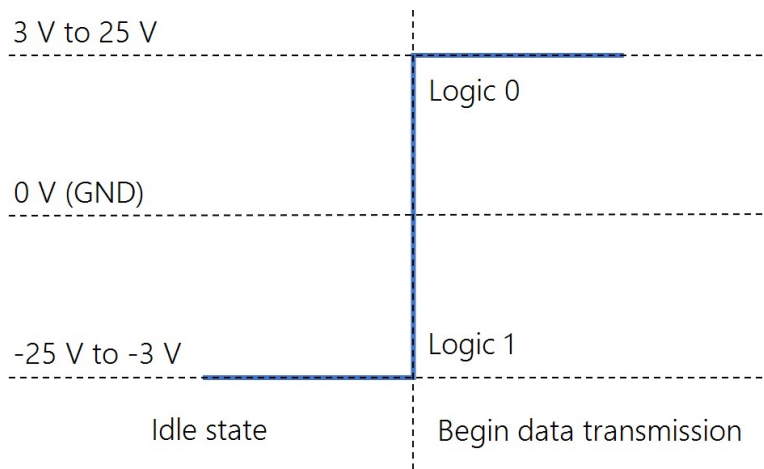 3 V to 25 V
Logic 0
0 V (GND)
Logic 1
-25 V to -3 V
Idle state
Begin data transmission